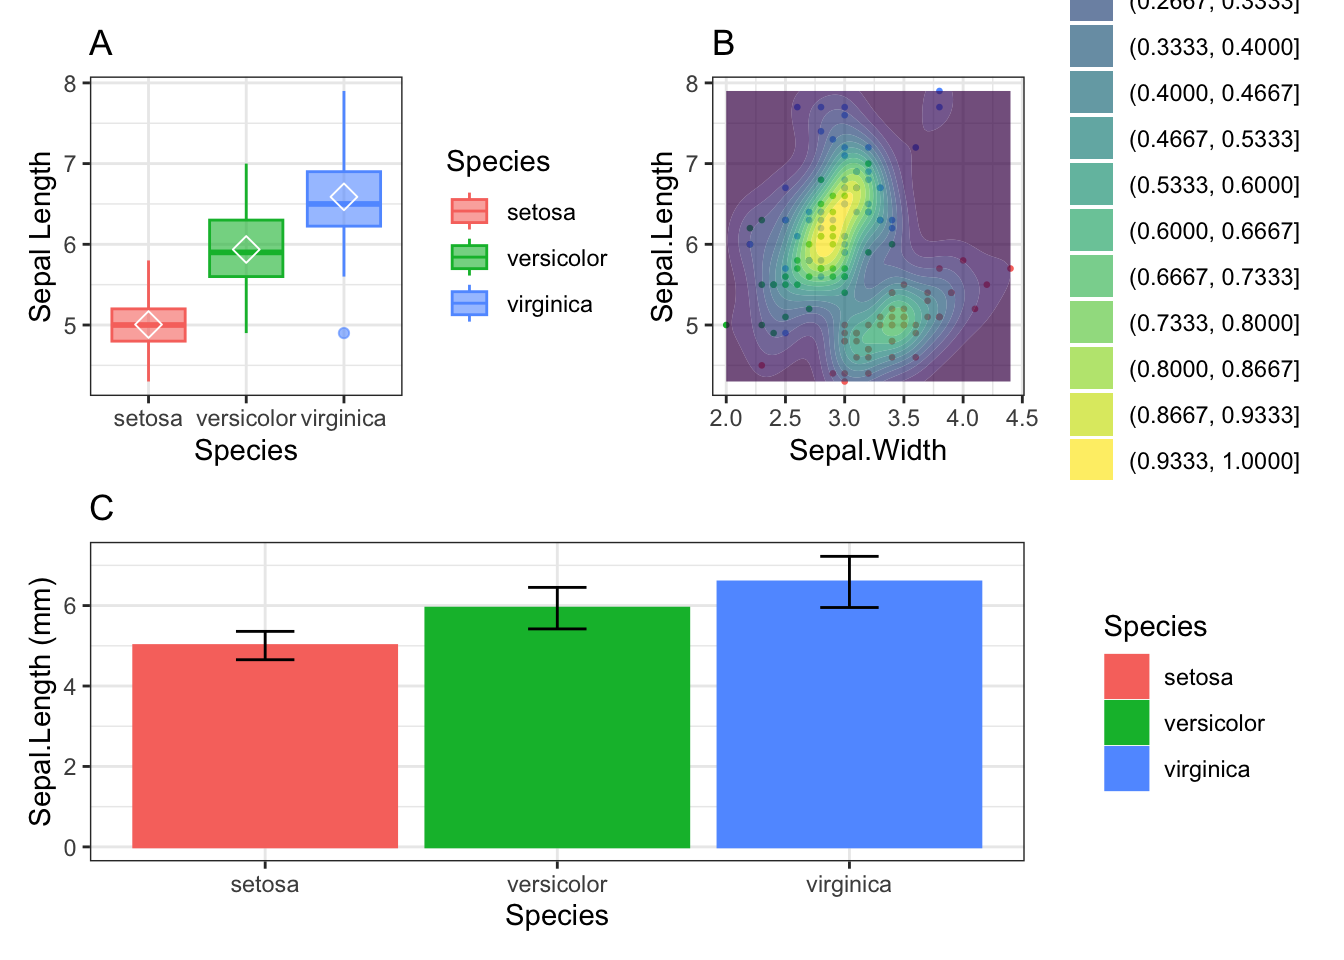 A
Sepal.Length
8
7
6
5
setosa versicolor virginica
Species
Species
setosa
versicolor
virginica
B
Sepal.Length
8
7
6
5
2.0 2.5 3.0 3.5 4.0 4.5
Sepal.Width
(0.2667, 0.3333]
(0.3333, 0.4000]
(0.4000, 0.4667]
(0.4667, 0.5333]
(0.5333, 0.6000]
(0.6000, 0.6667]
(0.6667, 0.7333]
(0.7333, 0.8000]
(0.8000, 0.8667]
(0.8667, 0.9333]
(0.9333, 1.0000]
C
Sepal.Length (mm)
6
4
2
0
setosa versicolor virginica
Species
Species
setosa
versicolor
virginica